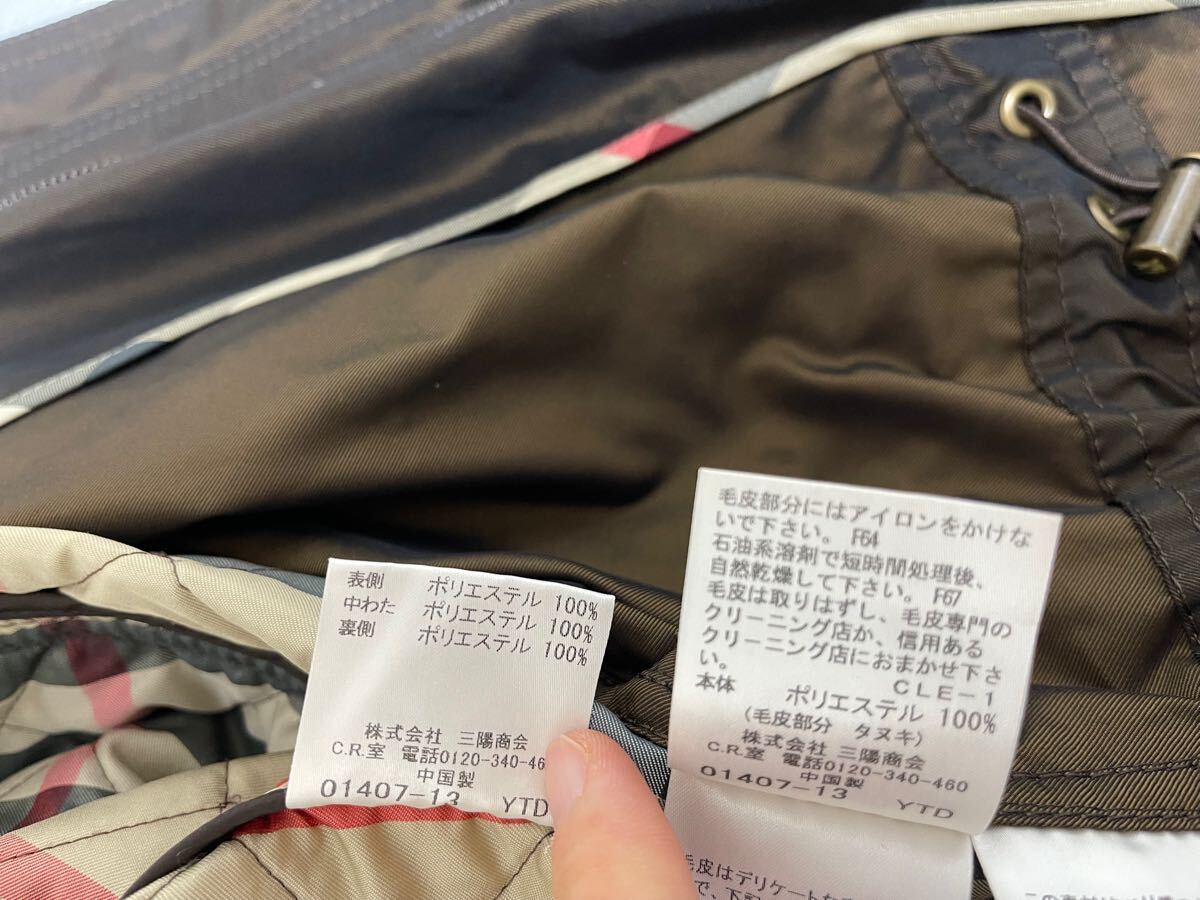 表側 ポリエステル 100%
中わた ポリエステル 100%
裏側 ポリエステル 100%
株式会社 三陽商会
C.R.室 電話0120-340-46
中国製
01407-13 YTD
毛皮部分にはアイロンをかけな
いで下さい。 F64
石油系溶剤で短時間処理後、
自然乾燥して下さい。 F67
毛皮は取りはずし、毛皮専門の
クリーニング店か、信用ある
クリーニング店におまかせ下さ
い。 CLE-1
本体 ポリエステル 100%
(毛皮部分 タヌキ)
株式会社 三陽商会
C.R.室 電話0120-340-460
中国製
01407-13 YTD
毛皮はデリケートな